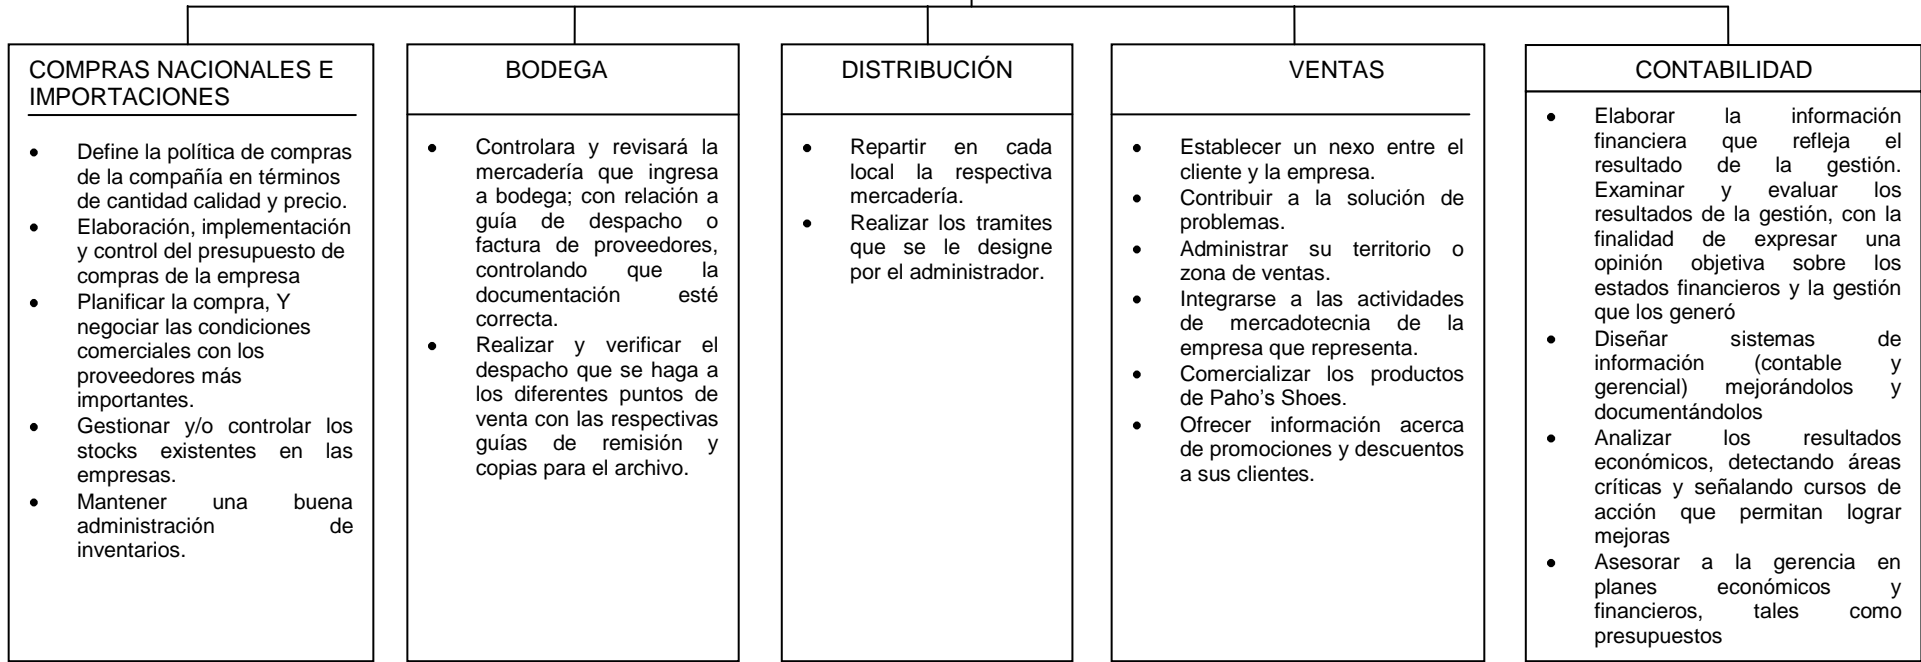 COMPRAS NACIONALES E
IMPORTACIONES
• Define la política de compras
de la compañía en términos
de cantidad calidad y precio.
• Elaboración, implementación
y control del presupuesto de
compras de la empresa
• Planificar la compra, Y
negociar las condiciones
comerciales con los
proveedores más
importantes.
• Gestionar y/o controlar los
stocks existentes en las
empresas.
• Mantener una buena
administración de
inventarios.
BODEGA
• Controlara y revisará la
mercadería que ingresa
a bodega; con relación a
guía de despacho o
factura de proveedores,
controlando que la
documentación esté
correcta.
• Realizar y verificar el
despacho que se haga a
los diferentes puntos de
venta con las respectivas
guías de remisión y
copias para el archivo.
DISTRIBUCIÓN
• Repartir en cada
local la respectiva
mercadería.
• Realizar los tramites
que se le designe
por el administrador.
VENTAS
• Establecer un nexo entre el
cliente y la empresa.
• Contribuir a la solución de
problemas.
• Administrar su territorio o
zona de ventas.
• Integrarse a las actividades
de mercadotecnia de la
empresa que representa.
• Comercializar los productos
de Paho’s Shoes.
• Ofrecer información acerca
de promociones y descuentos
a sus clientes.
CONTABILIDAD
• Elaborar la información
financiera que refleja el
resultado de la gestión.
Examinar y evaluar los
resultados de la gestión, con la
finalidad de expresar una
opinión objetiva sobre los
estados financieros y la gestión
que los generó
• Diseñar sistemas de
información (contable y
gerencial) mejorándolos y
documentándolos
• Analizar los resultados
económicos, detectando áreas
críticas y señalando cursos de
acción que permitan lograr
mejoras
• Asesorar a la gerencia en
planes económicos y
financieros, tales como
presupuestos